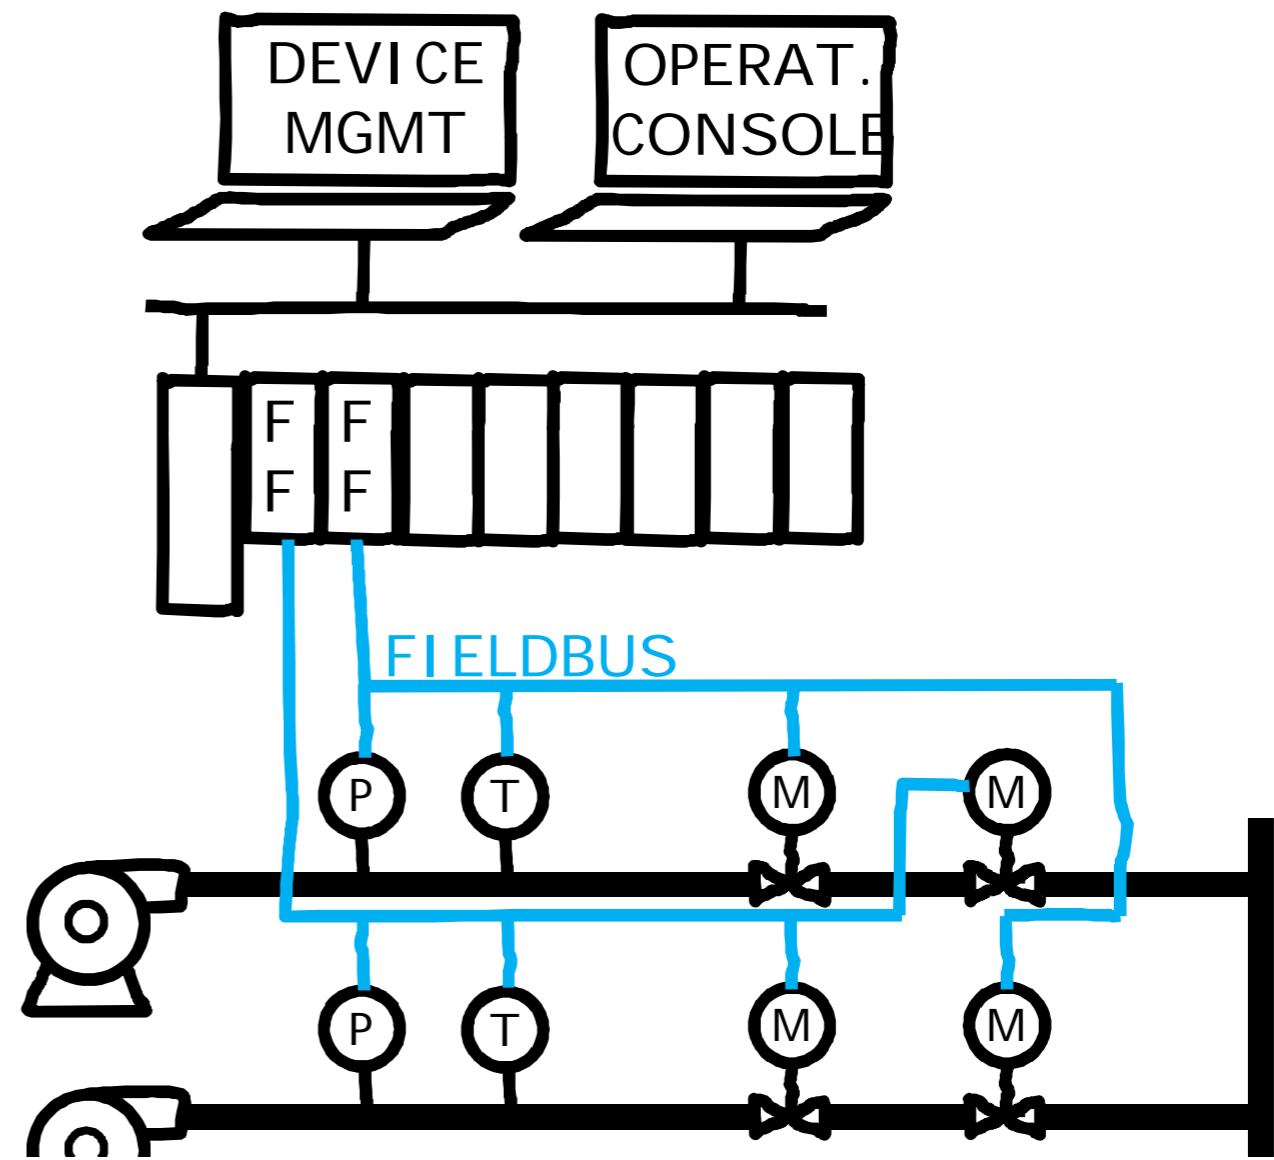 DEVICE
MGMT
OPERAT.
CONSOLE
F F
F F
FIELDBUS
P T M M
P T M M